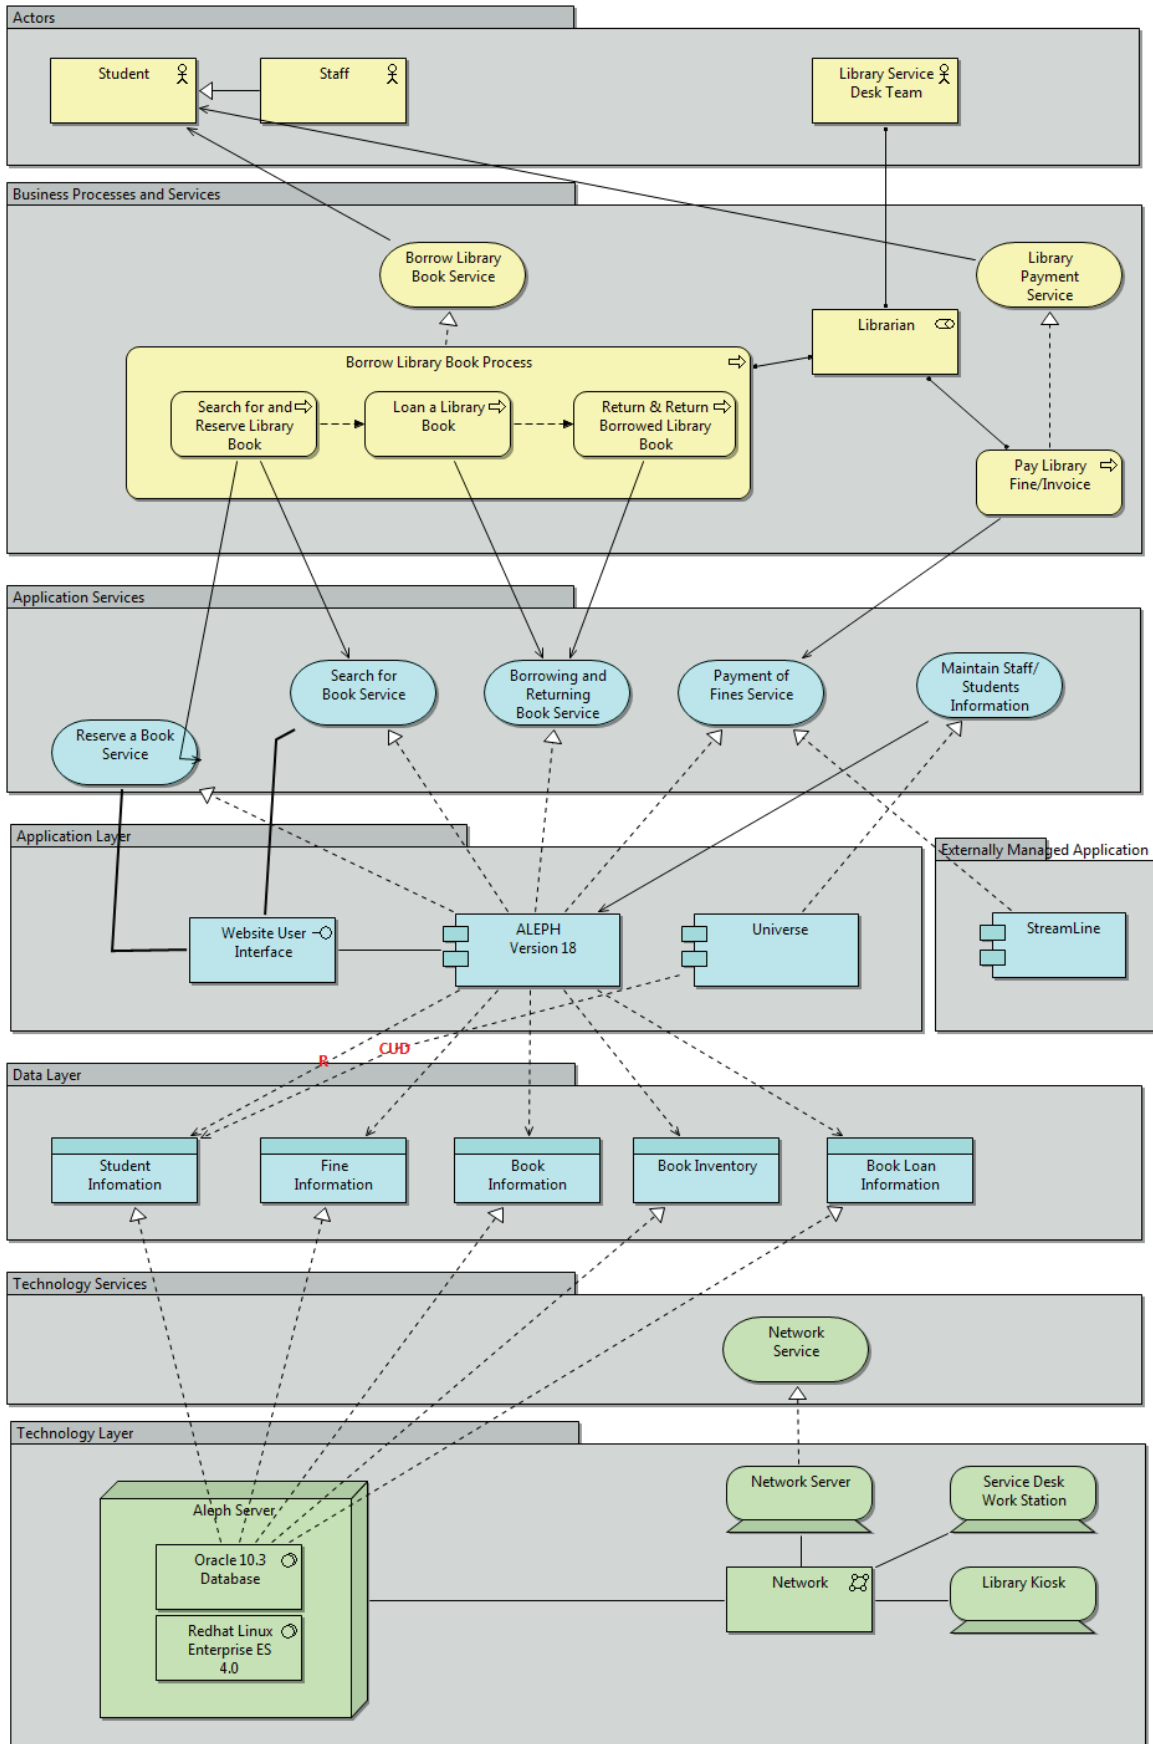 Actors
Student
Staff
Library Service
Desk Team
Business Processes and Services
Borrow Library
Book Service
Library
Payment
Service
Librarian
Borrow Library Book Process
Search for and
Reserve Library
Book
Loan a Library
Book
Return & Return
Borrowed Library
Book
Pay Library
Fine/Invoice
Application Services
Search for
Book Service
Borrowing and
Returning
Book Service
Payment of
Fines Service
Maintain Staff/
Students
Information
Reserve a Book
Service
Application Layer
Externally Managed Application
Website User
Interface
ALEPH
Version 18
Universe
StreamLine
R
CUD
Data Layer
Student
Infomation
Fine
Information
Book
Information
Book Inventory
Book Loan
Information
Technology Services
Network
Service
Technology Layer
Aleph Server
Oracle 10.3
Database
Redhat Linux
Enterprise ES
4.0
Network Server
Service Desk
Work Station
Network
Library Kiosk